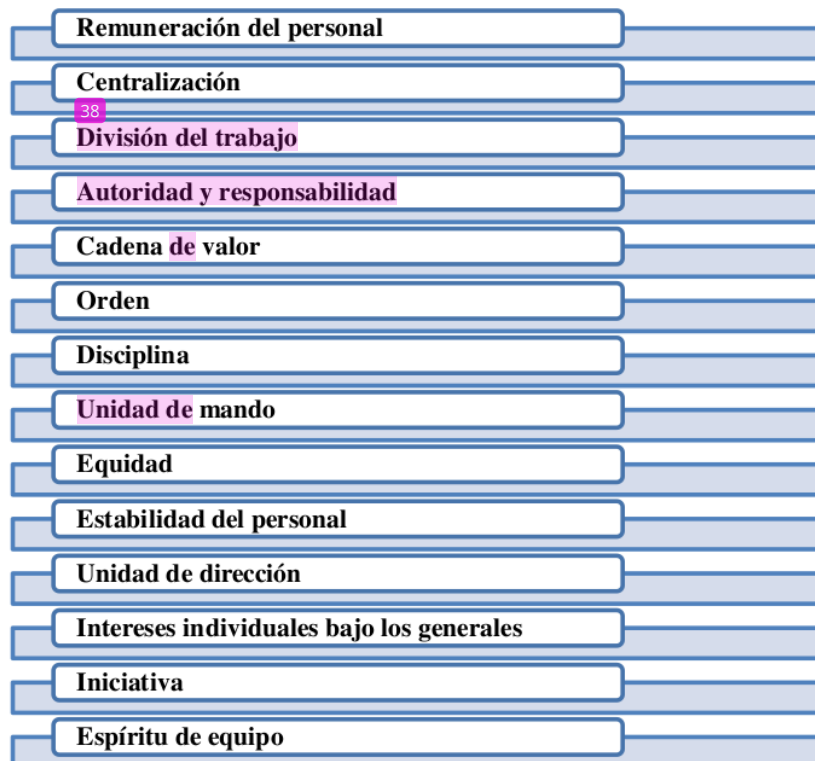 Remuneración del personal
Centralización
38
División del trabajo
Autoridad y responsabilidad
Cadena de valor
Orden
Disciplina
Unidad de mando
Equidad
Estabilidad del personal
Unidad de dirección
Intereses individuales bajo los generales
Iniciativa
Espíritu de equipo